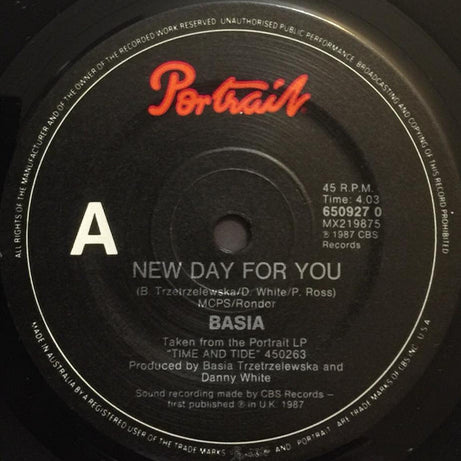 ALL RIGHTS OF THE MANUFACTURER AND OF THE OWNER OF THE RECORDED WORK RESERVED. UNAUTHORISED PUBLIC PERFORMANCE, BROADCASTING AND COPYING OF THIS RECORD PROHIBITED
Portrait
A
45 R.P.M.
Time: 4.03
650927 0
MX219875
℗ 1987 CBS
Records
NEW DAY FOR YOU
(B. Trzetrzelewska/D. White/P. Ross)
MCPS/Rondor
BASIA
Taken from the Portrait LP
"TIME AND TIDE" 450263
Produced by Basia Trzetrzelewska and
Danny White
Sound recording made by CBS Records –
first published ℗ in U.K. 1987
MADE IN AUSTRALIA BY A REGISTERED USER OF THE TRADE MARKS AND PORTRAIT ARE TRADE MARKS OF CBS INC. U.S.A.